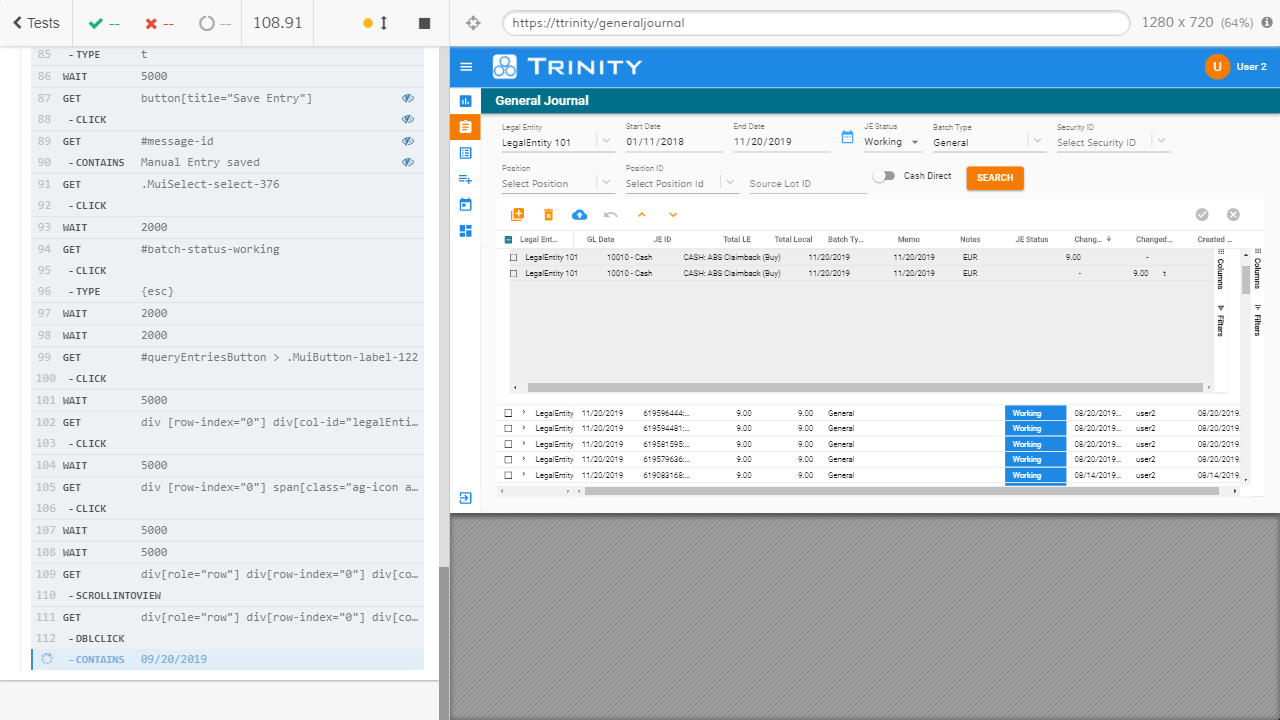 Tests
--
--
--
108.91
https://ttrinity/generaljournal
1280 x 720 (64%)
85 -TYPE t
86 WAIT 5000
87 GET button[title="Save Entry"]
88 -CLICK
89 GET #message-id
90 -CONTAINS Manual Entry saved
91 GET .MuiSelect-select-376
92 -CLICK
93 WAIT 2000
94 GET #batch-status-working
95 -CLICK
96 -TYPE {esc}
97 WAIT 2000
98 WAIT 2000
99 GET #queryEntriesButton > .MuiButton-label-122
100 -CLICK
101 WAIT 5000
102 GET div [row-index="0"] div[col-id="legalEnti…
103 -CLICK
104 WAIT 5000
105 GET div [row-index="0"] span[class="ag-icon a…
106 -CLICK
107 WAIT 5000
108 WAIT 5000
109 GET div[role="row"] div[row-index="0"] div[co…
110 -SCROLLINTOVIEW
111 GET div[role="row"] div[row-index="0"] div[co…
112 -DBLCLICK
-CONTAINS 09/20/2019
TRINITY
U User 2
General Journal
Legal Entity Start Date End Date JE Status Batch Type Security ID
LegalEntity 101 01/11/2018 11/20/2019 Working General Select Security ID
Position Position ID
Select Position Select Position Id Source Lot ID Cash Direct SEARCH
Legal Ent... GL Date JE ID Total LE Total Local Batch Ty... Memo Notes JE Status Chang... Changed... Created
LegalEntity 101 10010 - Cash CASH: ABS Claimback (Buy) 11/20/2019 11/20/2019 EUR 9.00 -
LegalEntity 101 10010 - Cash CASH: ABS Claimback (Buy) 11/20/2019 11/20/2019 EUR - 9.00 t
Columns
Filters
Columns
Filters
LegalEntity 11/20/2019 619596444:... 9.00 9.00 General Working 08/20/2019... user2 08/20/2019.
LegalEntity 11/20/2019 619594481:... 9.00 9.00 General Working 08/20/2019... user2 08/20/2019.
LegalEntity 11/20/2019 619581595:... 9.00 9.00 General Working 08/20/2019... user2 08/20/2019.
LegalEntity 11/20/2019 619579636:... 9.00 9.00 General Working 08/20/2019... user2 08/20/2019.
LegalEntity 11/20/2019 619083168:... 9.00 9.00 General Working 08/14/2019... user2 08/14/2019.